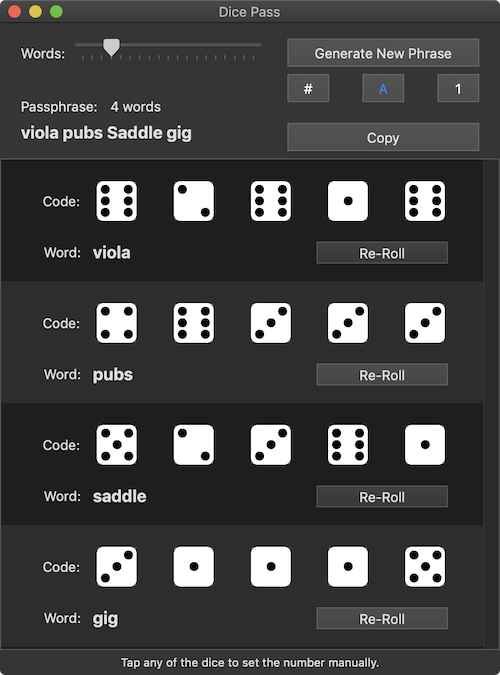 Dice Pass
Words:
Generate New Phrase
# A 1
Passphrase: 4 words
viola pubs Saddle gig
Copy
Code:
Word: viola Re-Roll
Code:
Word: pubs Re-Roll
Code:
Word: saddle Re-Roll
Code:
Word: gig Re-Roll
Tap any of the dice to set the number manually.